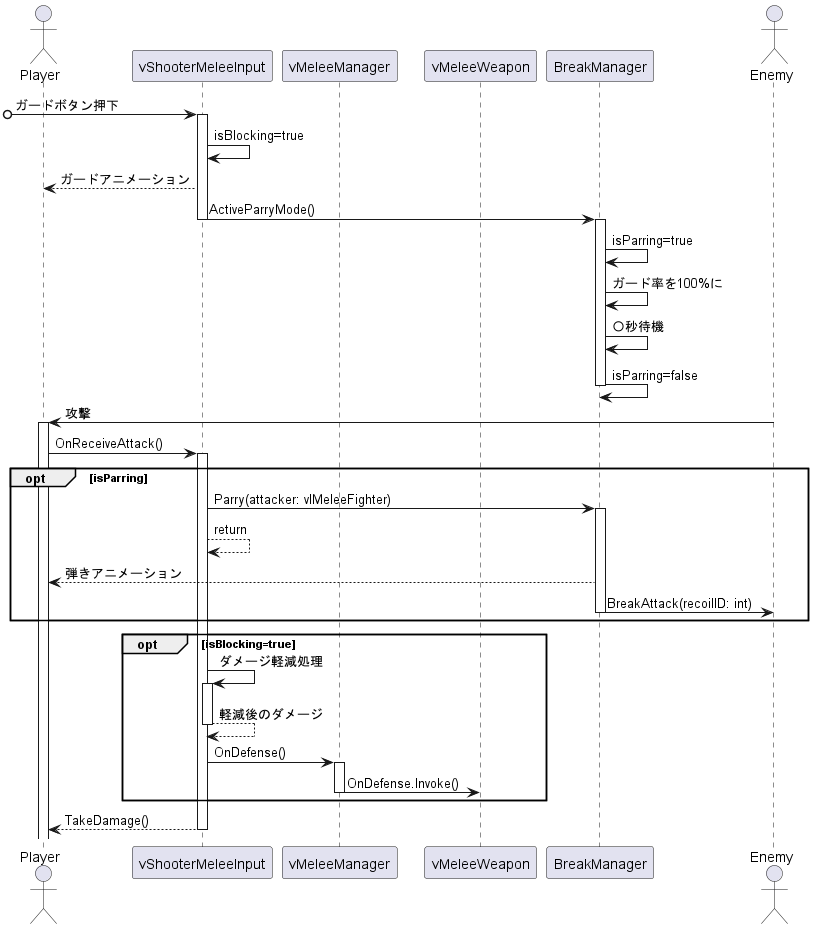 Player
vShooterMeleeInput
vMeleeManager
vMeleeWeapon
BreakManager
Enemy
ガードボタン押下
isBlocking=true
ガードアニメーション
ActiveParryMode()
isParring=true
ガード率を100%に
〇秒待機
isParring=false
攻撃
OnReceiveAttack()
opt [isParring]
Parry(attacker: vIMeleeFighter)
return
弾きアニメーション
BreakAttack(recoilID: int)
opt [isBlocking=true]
ダメージ軽減処理
軽減後のダメージ
OnDefense()
OnDefense.Invoke()
TakeDamage()
Player
vShooterMeleeInput
vMeleeManager
vMeleeWeapon
BreakManager
Enemy